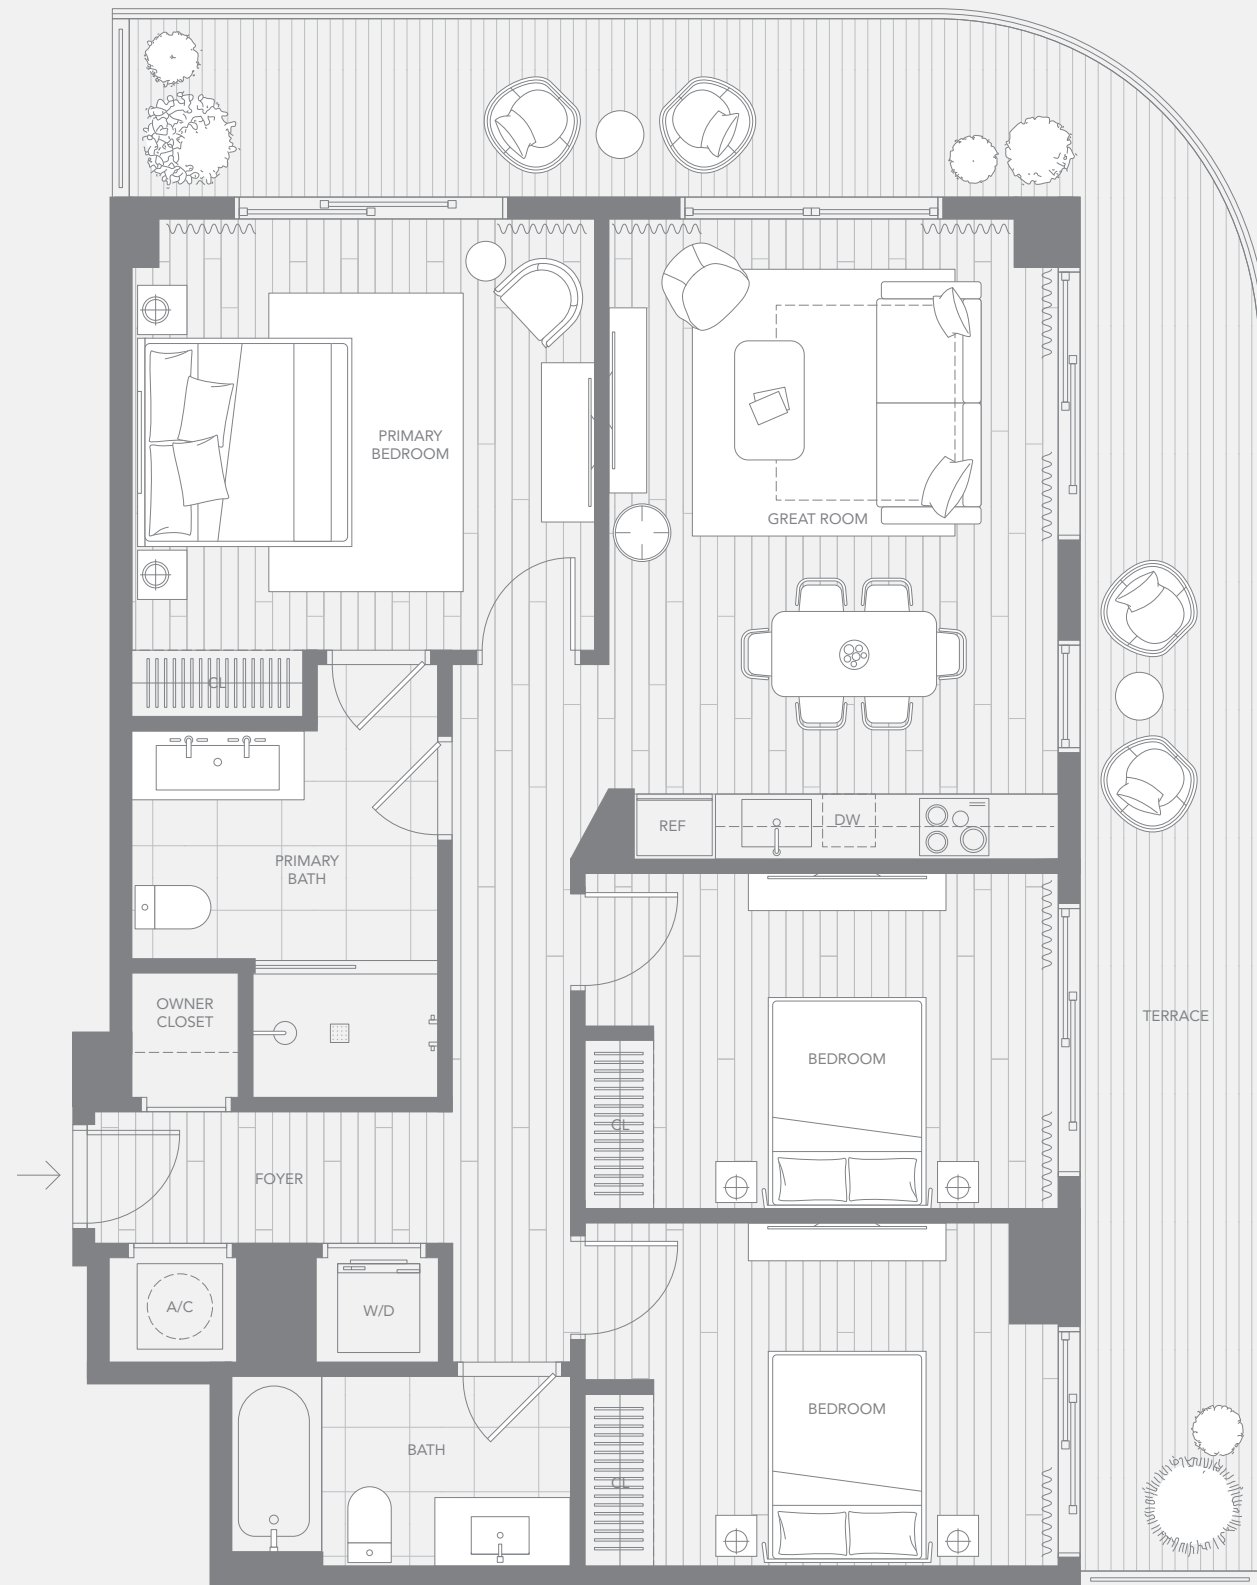 PRIMARY
BEDROOM
GREAT ROOM
CL
REF
DW
PRIMARY
BATH
OWNER
CLOSET
TERRACE
BEDROOM
CL
FOYER
A/C
W/D
BEDROOM
BATH
CL